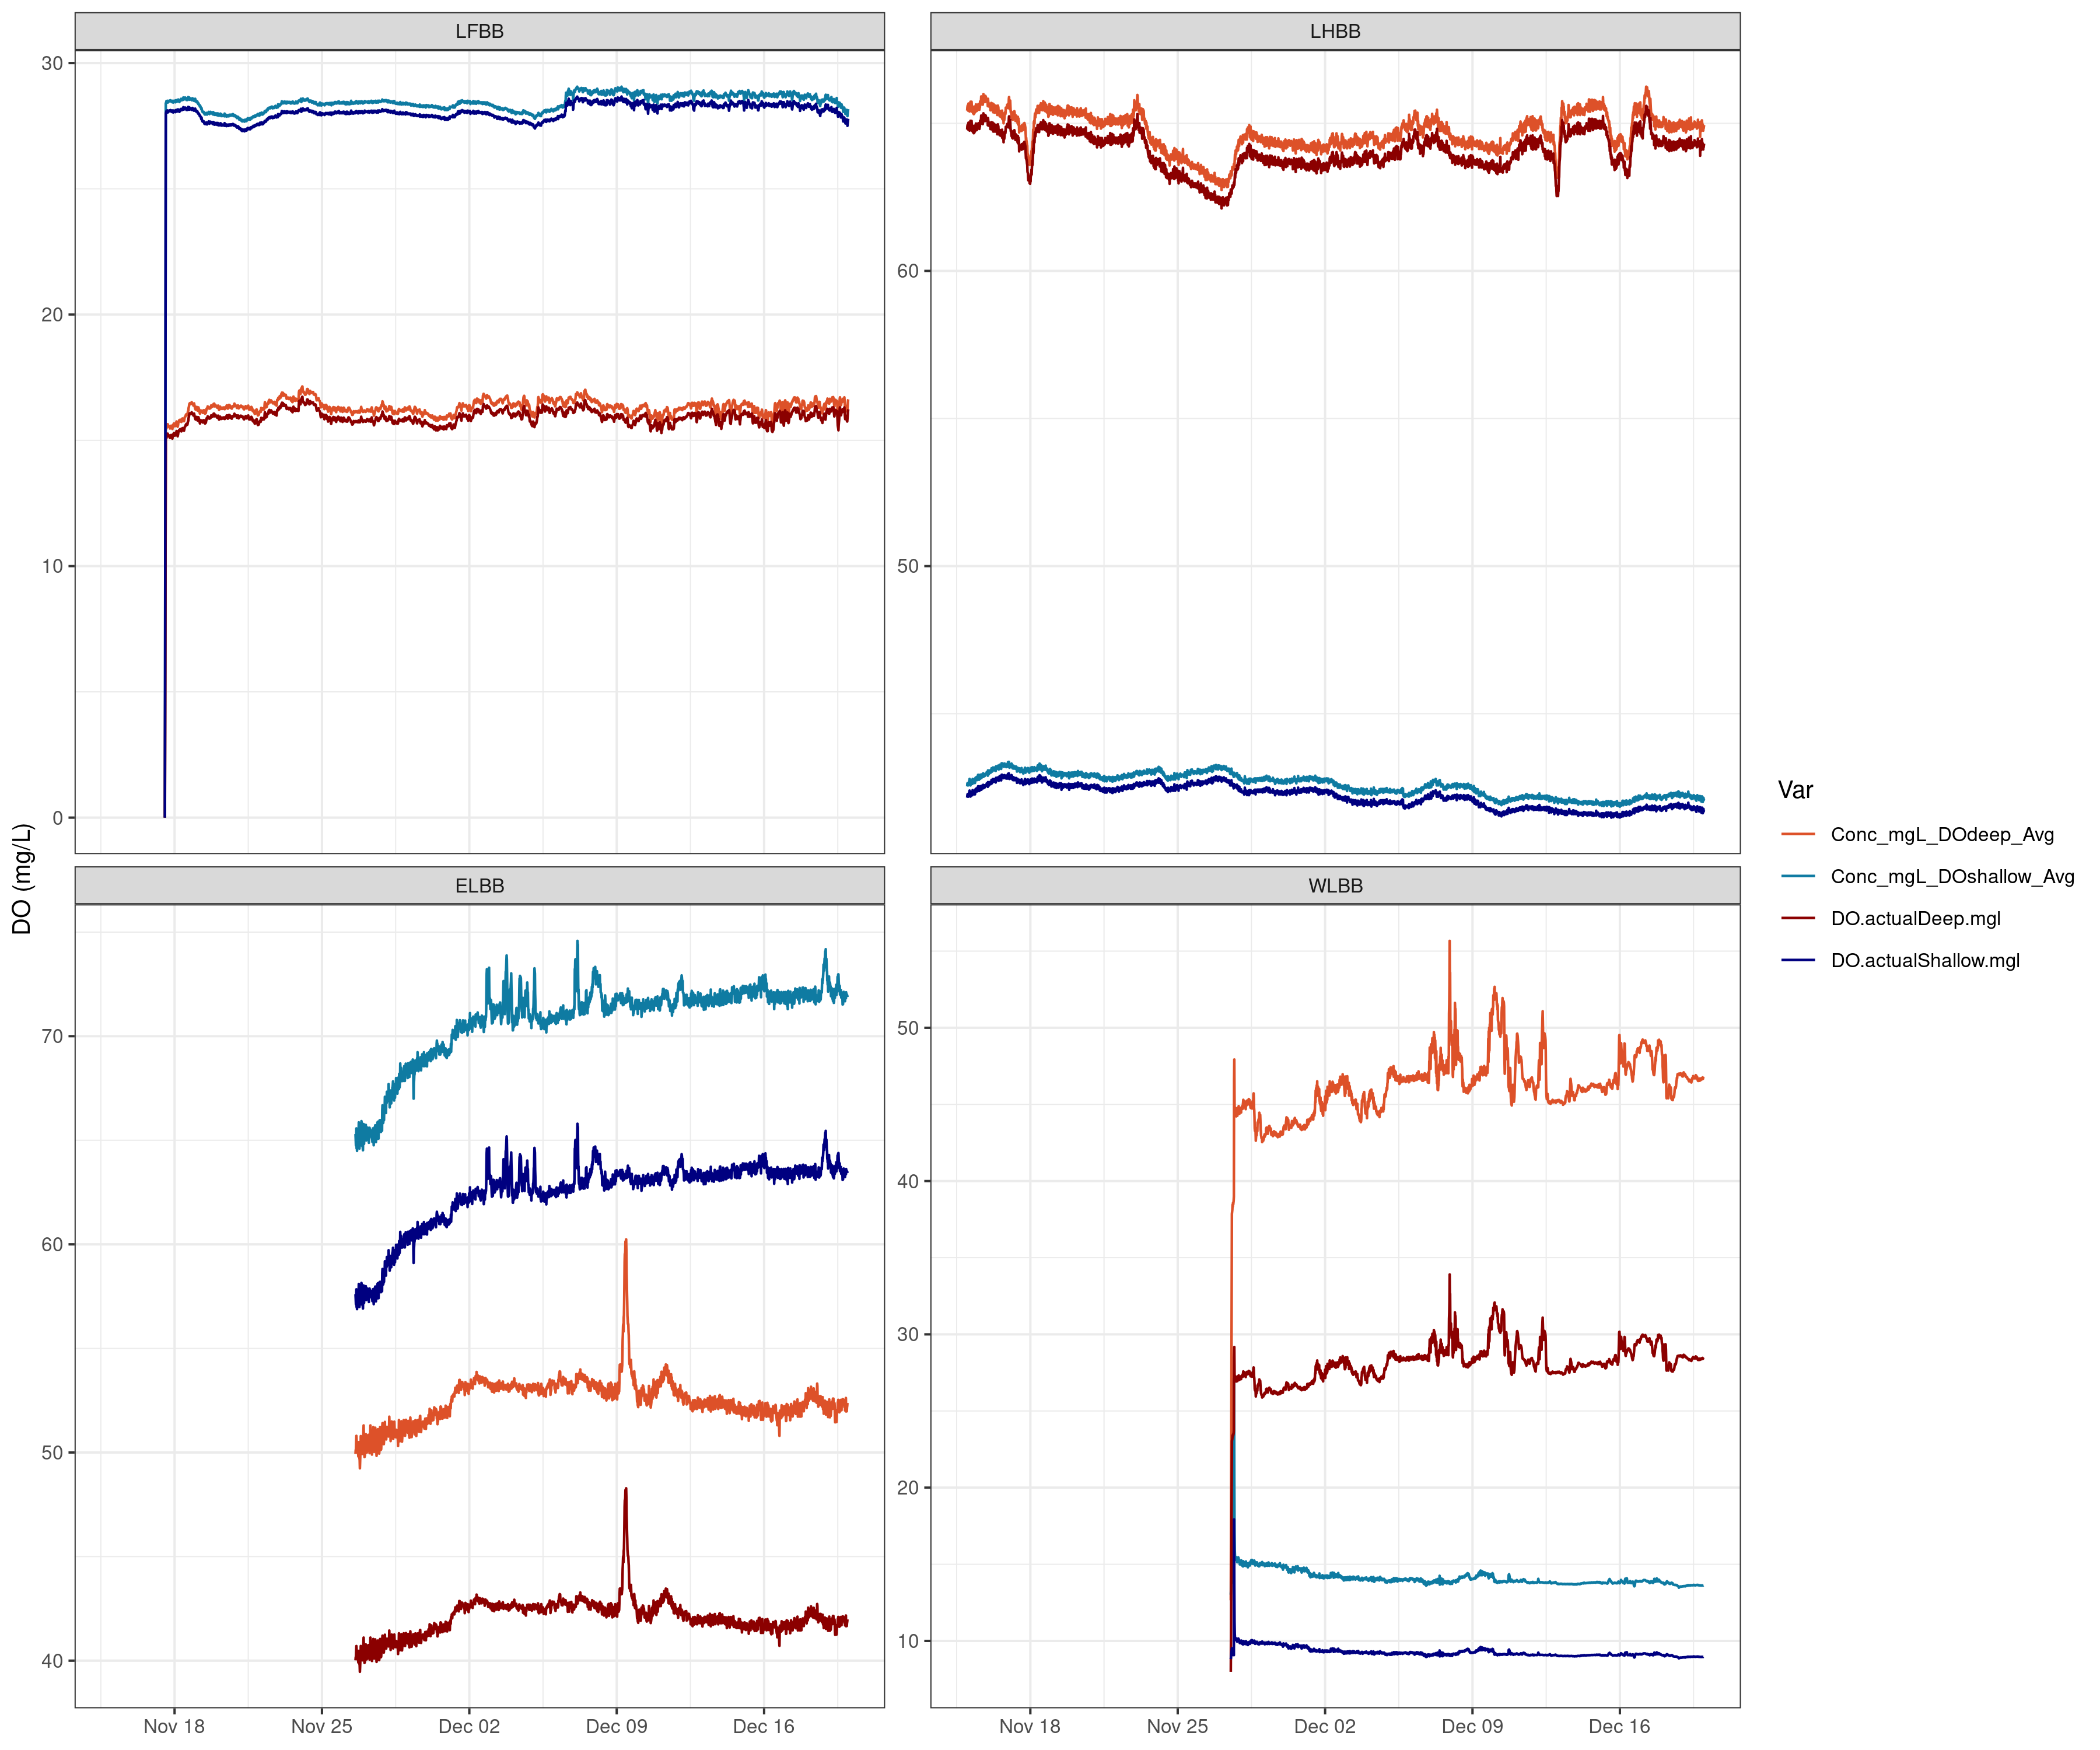 LFBB
LHBB
30
20
10
0
60
50
DO (mg/L)
ELBB
WLBB
70
60
50
40
50
40
30
20
10
Nov 18
Nov 25
Dec 02
Dec 09
Dec 16
Nov 18
Nov 25
Dec 02
Dec 09
Dec 16
Var
Conc_mgL_DOdeep_Avg
Conc_mgL_DOshallow_Avg
DO.actualDeep.mgl
DO.actualShallow.mgl